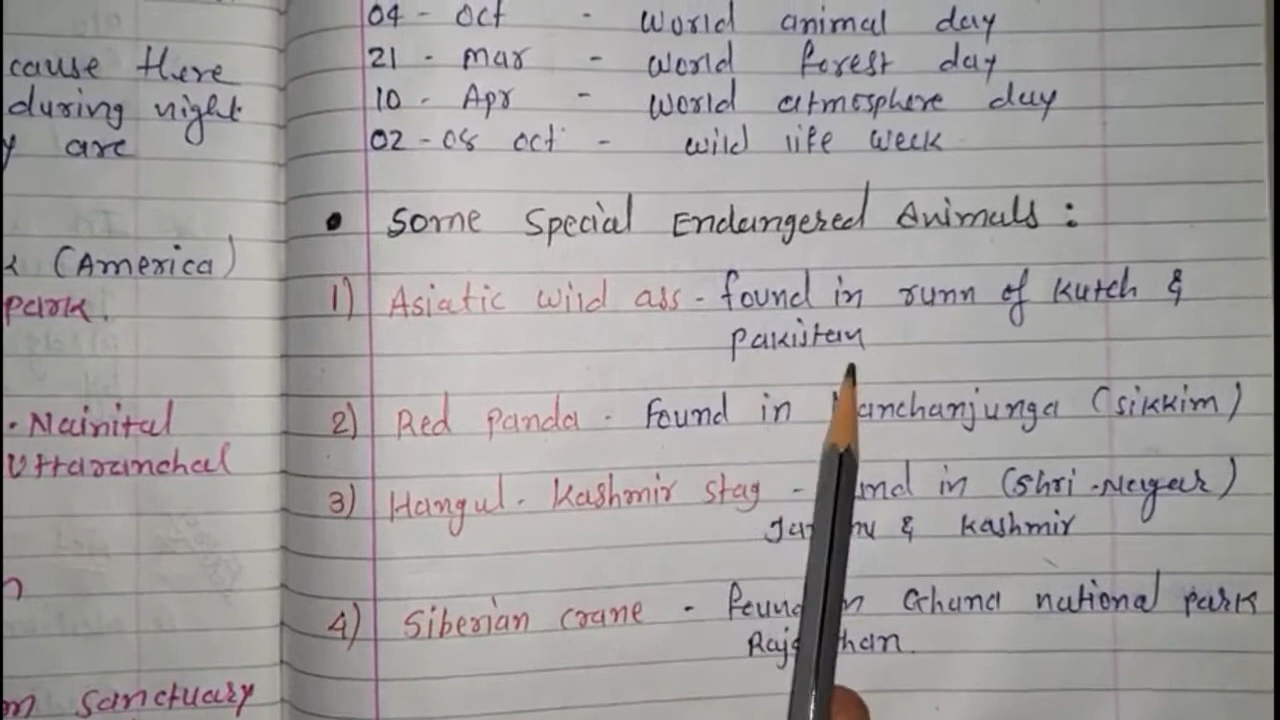 cause there
during night
y are
(America)
park.
. Nainital
Uttaranchal
m Sanctuary
04 - Oct - World animal day
21 - Mar - World forest day
10 - Apr - World atmosphere day
02 - 08 Oct - wild life week
• Some Special Endangered Animals :
1) Asiatic wild ass - found in runn of Kutch &
Pakistan
2) Red panda - Found in Kanchanjunga (Sikkim)
3) Hangul - Kashmir stag - in (Shri-Nagar)
& Kashmir
4) Siberian crane - Ghana national park